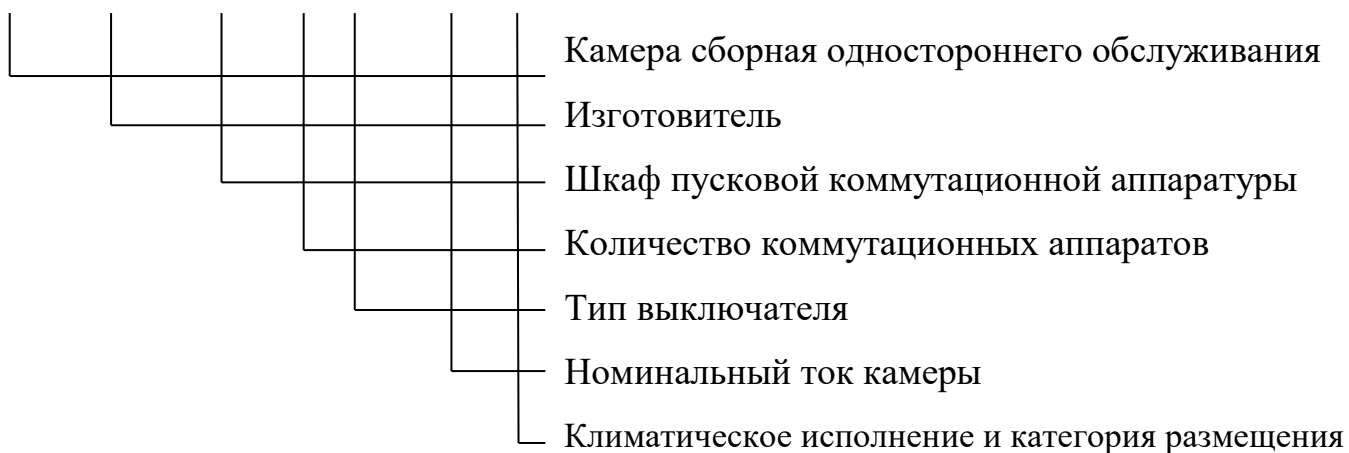 Камера сборная одностороннего обслуживания
Изготовитель
Шкаф пусковой коммутационной аппаратуры
Количество коммутационных аппаратов
Тип выключателя
Номинальный ток камеры
Климатическое исполнение и категория размещения